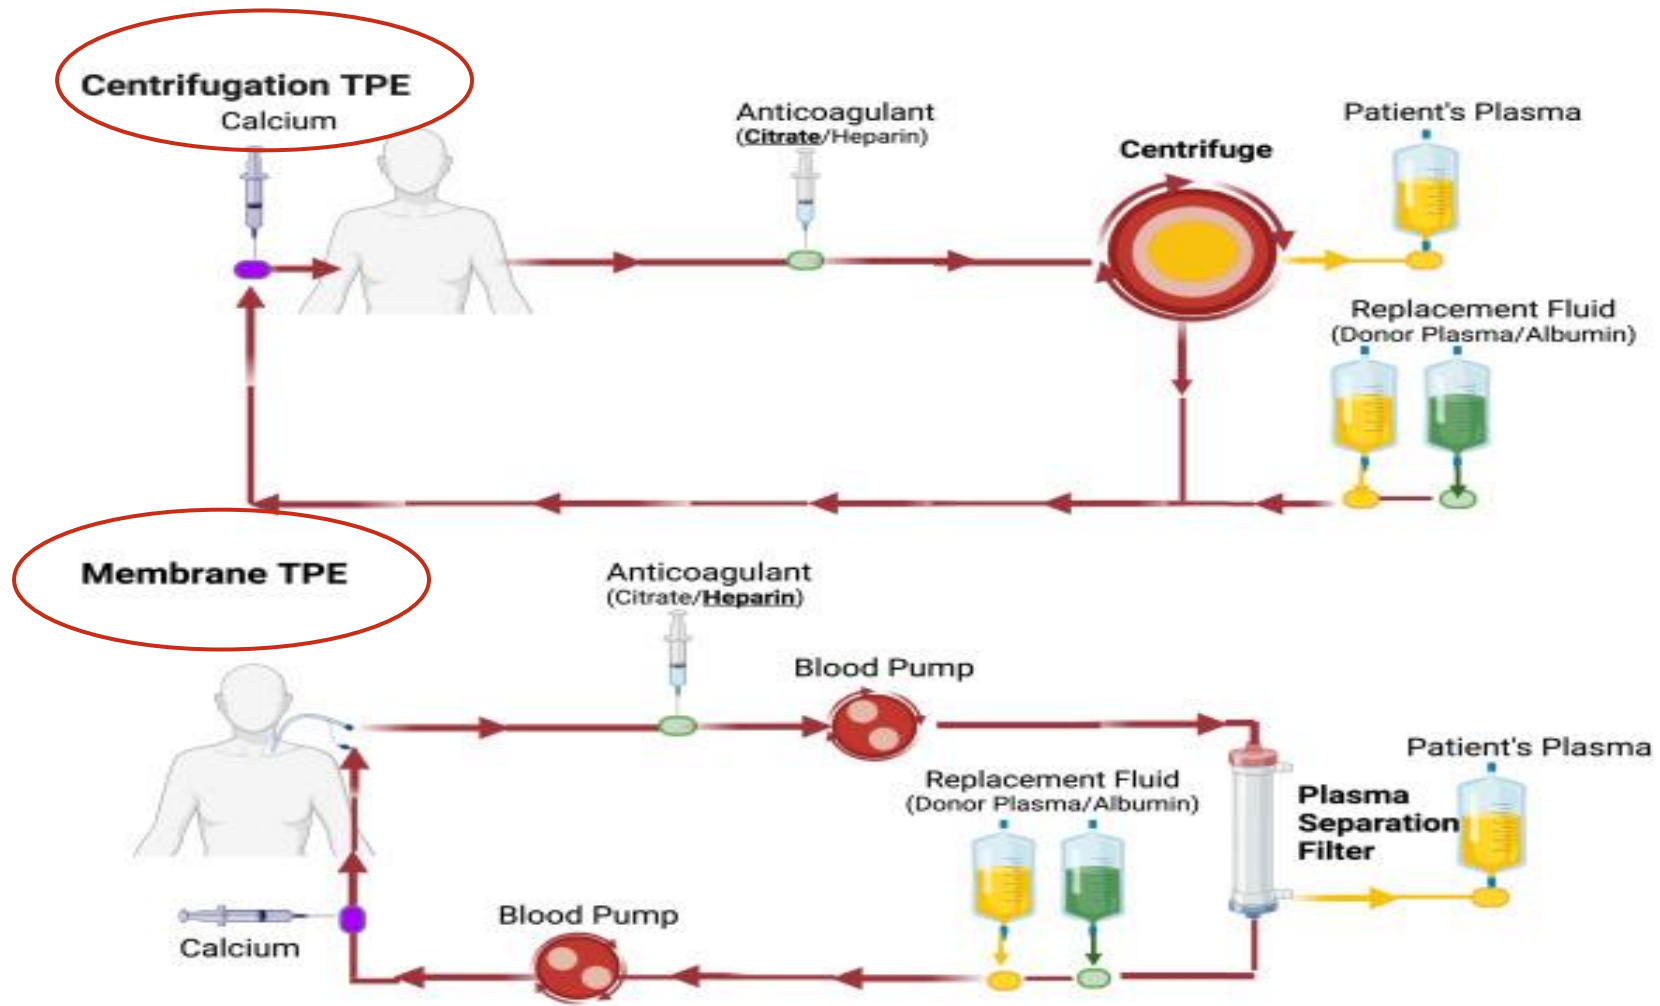 Centrifugation TPE
Calcium
Anticoagulant
(Citrate/Heparin)
Centrifuge
Patient's Plasma
Replacement Fluid
(Donor Plasma/Albumin)
Membrane TPE
Anticoagulant
(Citrate/Heparin)
Blood Pump
Replacement Fluid
(Donor Plasma/Albumin)
Plasma
Separation
Filter
Patient's Plasma
Blood Pump
Calcium